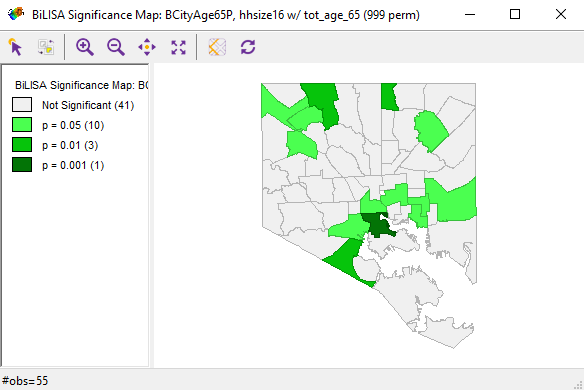 BiLISA Significance Map: BCityAge65P, hhsize16 w/ tot_age_65 (999 perm)
BiLISA Significance Map: BC
Not Significant (41)
p = 0.05 (10)
p = 0.01 (3)
p = 0.001 (1)
#obs=55